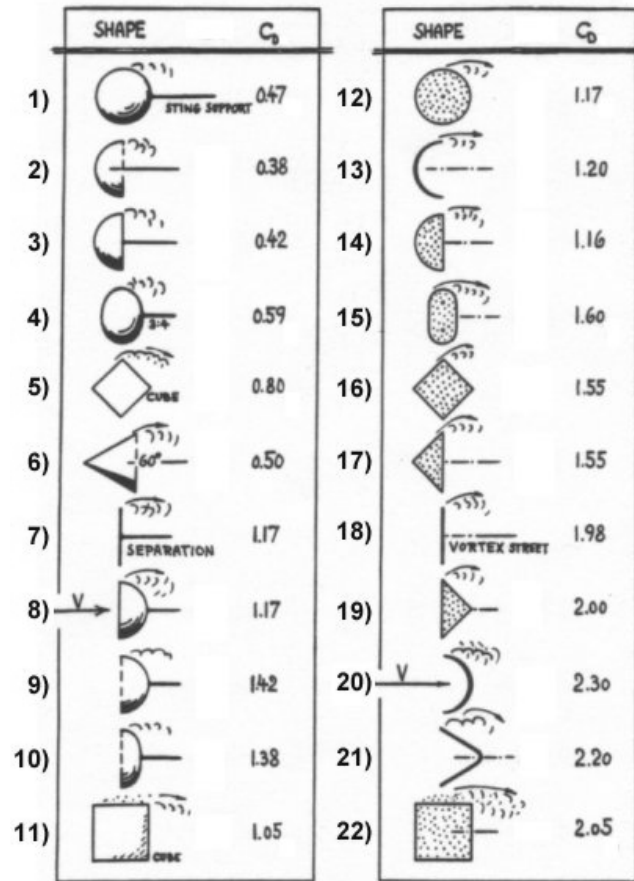 SHAPE C_D
1) 0.47
STING SUPPORT
2) 0.38
3) 0.42
4) 0.59
3:4
5) 0.80
CUBE
6) 60° 0.50
7) 1.17
SEPARATION
8) V 1.17
9) 1.42
10) 1.38
11) 1.05
CUBE
SHAPE C_D
12) 1.17
13) 1.20
14) 1.16
15) 1.60
16) 1.55
17) 1.55
18) 1.98
VORTEX STREET
19) 2.00
20) V 2.30
21) 2.20
22) 2.05